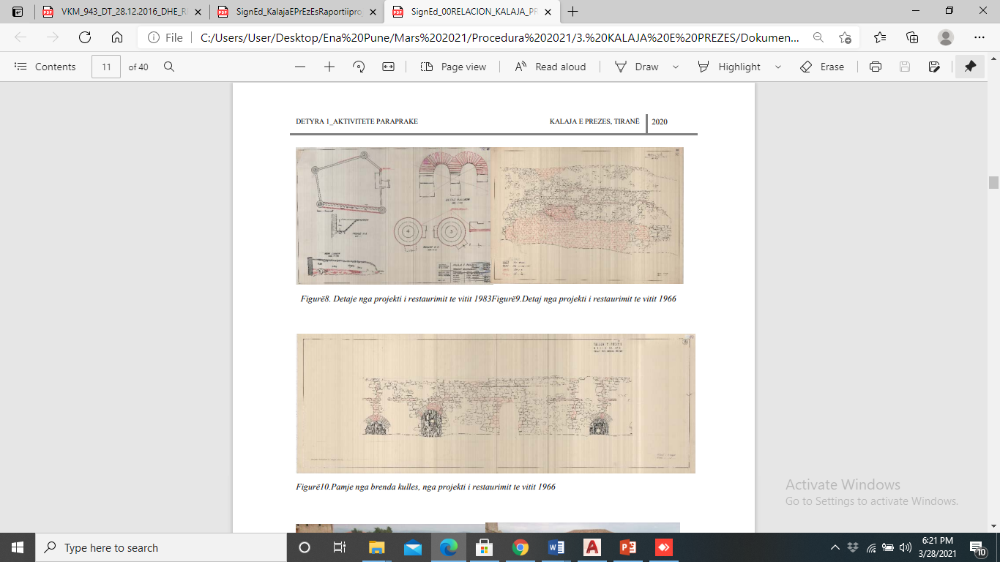 VKM_943_DT_28.12.2016_DHE_R
SignEd_KalajaEPrEzEsRaportiipro
SignEd_00RELACION_KALAJA_PR
File
C:/Users/User/Desktop/Ena%20Pune/Mars%202021/Procedura%202021/3.%20KALAJA%20E%20PREZES/Dokumen...
Contents
11
of 40
Page view
Read aloud
Draw
Highlight
Erase
DETYRA 1_AKTIVITETE PARAPRAKE
KALAJA E PREZES, TIRANË
2020
Figurë8. Detaje nga projekti i restaurimit te vitit 1983Figurë9.Detaj nga projekti i restaurimit te vitit 1966
Figurë10.Pamje nga brenda kulles, nga projekti i restaurimit te vitit 1966
Activate Windows
Go to Settings to activate Windows.
Type here to search
6:21 PM
3/28/2021
10